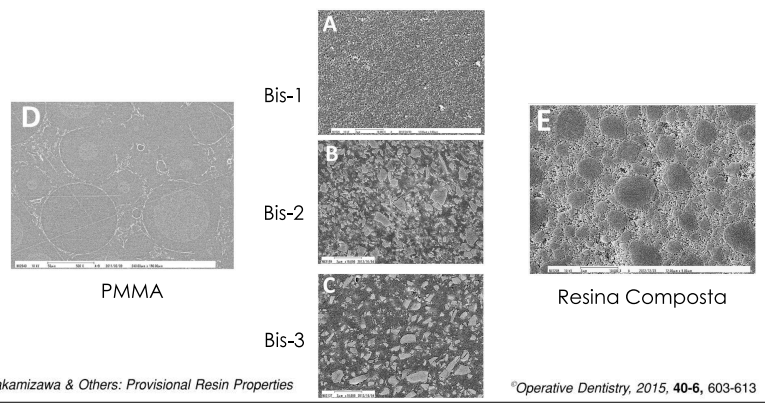 A
Bis-1
D
B
Bis-2
E
PMMA
C
Bis-3
Resina Composta
akamizawa & Others: Provisional Resin Properties
©Operative Dentistry, 2015, 40-6, 603-613